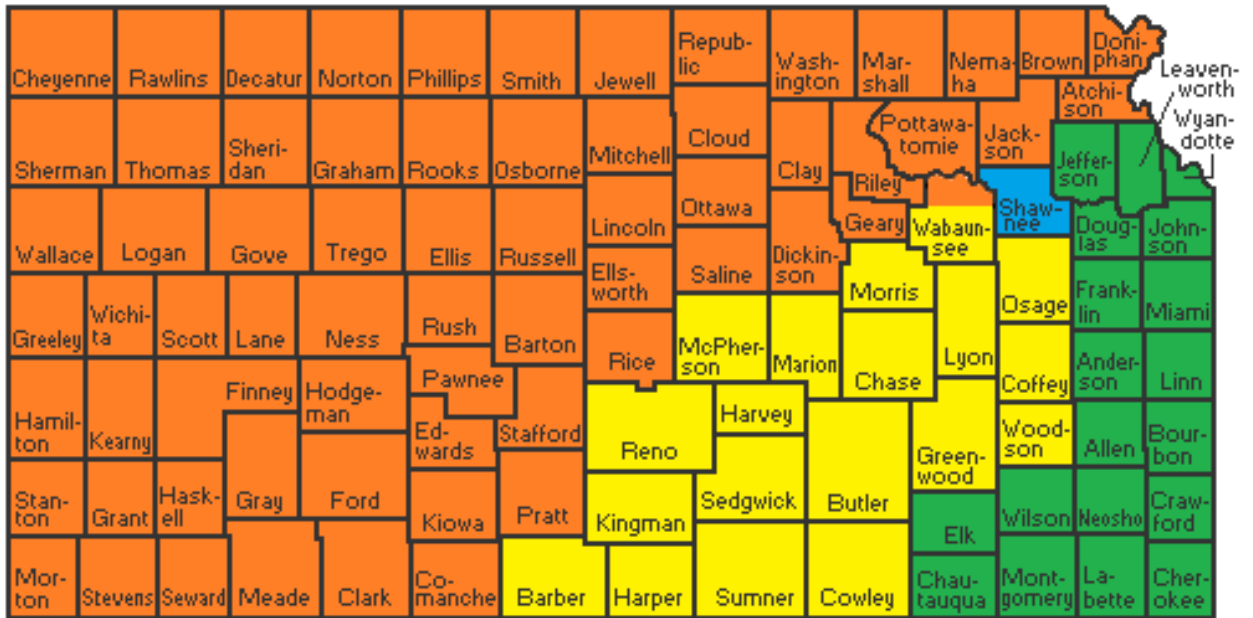 Cheyenne
Rawlins
Decatur
Norton
Phillips
Smith
Jewell
Repub-
lic
Wash-
ington
Mar-
shall
Nema-
ha
Brown
Doni-
phan
Leaven-
worth
Atchi-
son
Wyan-
dotte
Sherman
Thomas
Sheri-
dan
Graham
Rooks
Osborne
Mitchell
Cloud
Clay
Pottawa-
tomie
Jack-
son
Jeffer-
son
Riley
Geary
Shaw-
nee
Wallace
Logan
Gove
Trego
Ellis
Russell
Lincoln
Ottawa
Saline
Dickin-
son
Wabaun-
see
Doug-
las
John-
son
Greeley
Wichi-
ta
Scott
Lane
Ness
Rush
Barton
Ells-
worth
Rice
McPher-
son
Marion
Morris
Chase
Lyon
Osage
Coffey
Frank-
lin
Miami
Ander-
son
Linn
Hamil-
ton
Kearny
Finney
Hodge-
man
Pawnee
Ed-
wards
Stafford
Reno
Harvey
Sedgwick
Butler
Green-
wood
Wood-
son
Allen
Bour-
bon
Stan-
ton
Grant
Hask-
ell
Gray
Ford
Kiowa
Pratt
Kingman
Elk
Wilson
Neosho
Craw-
ford
Mor-
ton
Stevens
Seward
Meade
Clark
Co-
manche
Barber
Harper
Sumner
Cowley
Chau-
tauqua
Mont-
gomery
La-
bette
Cher-
okee